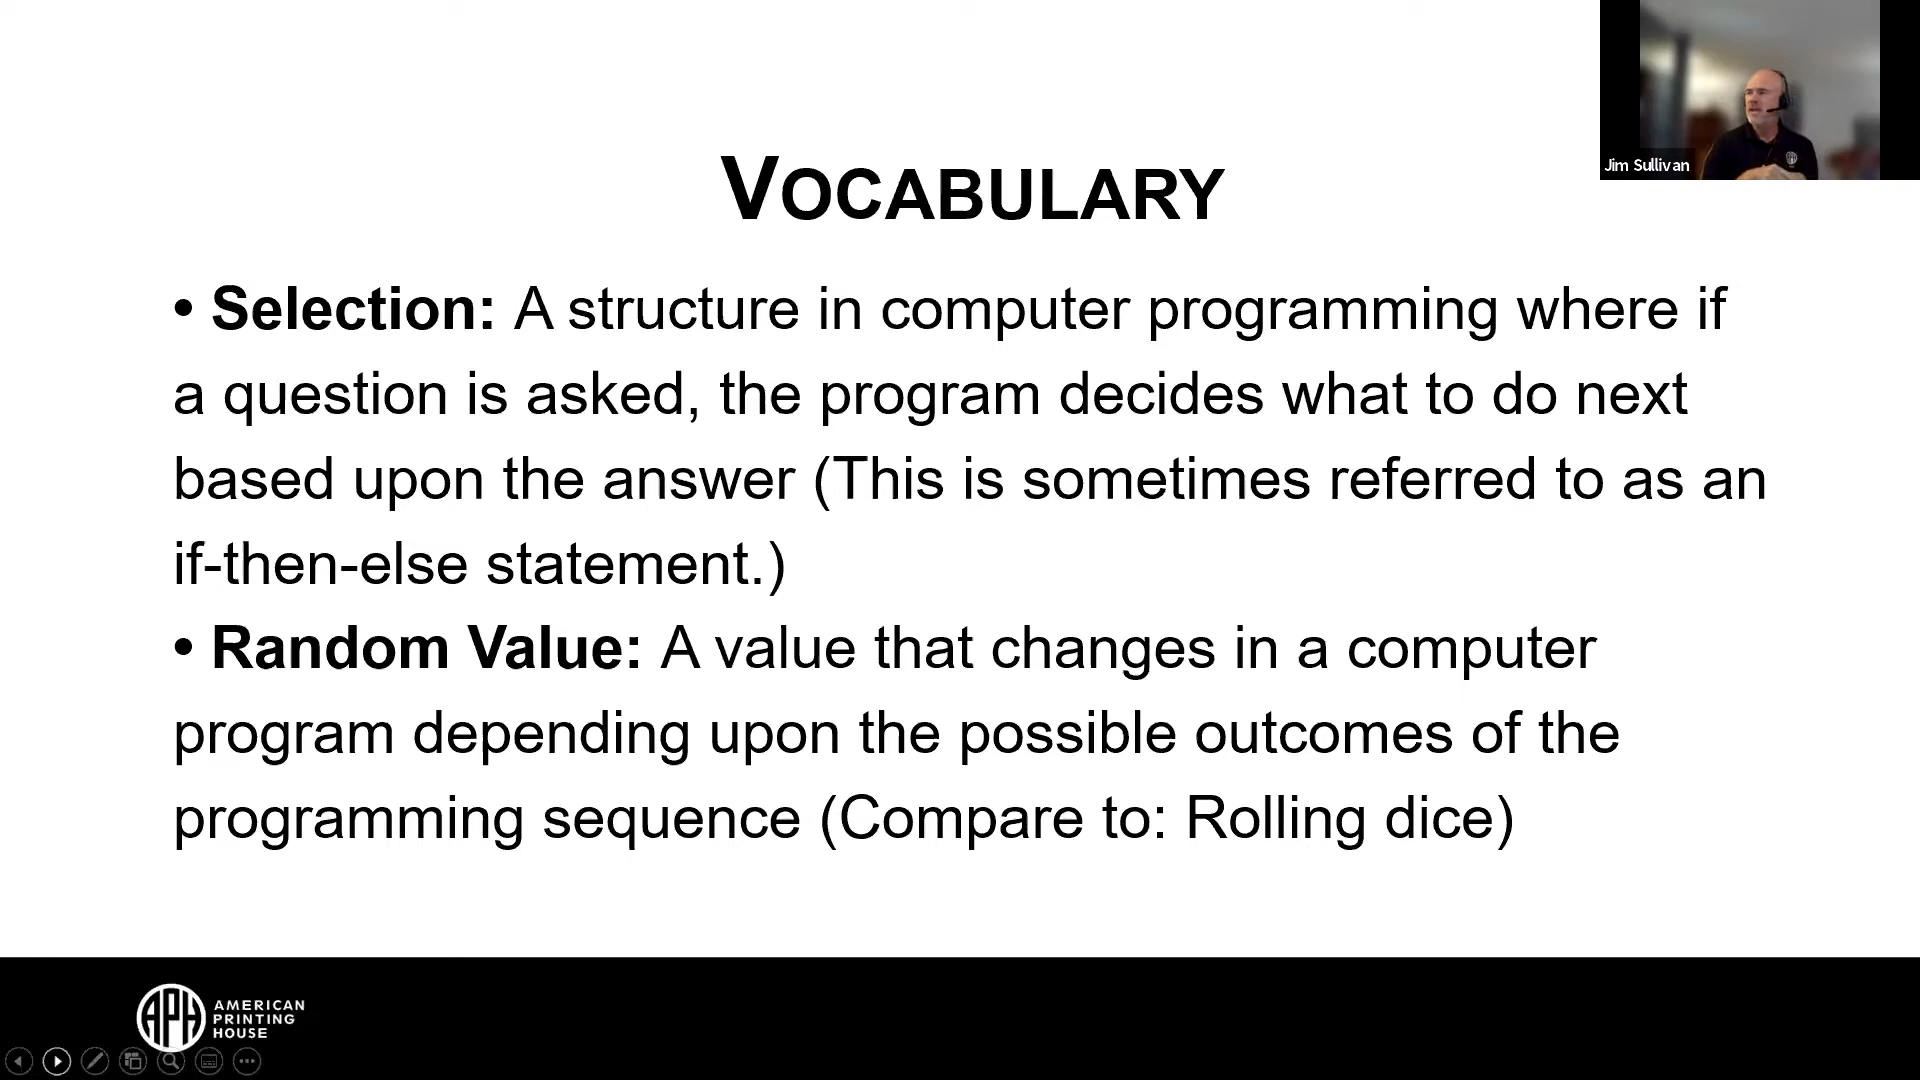 Jim Sullivan
VOCABULARY
• Selection: A structure in computer programming where if
a question is asked, the program decides what to do next
based upon the answer (This is sometimes referred to as an
if-then-else statement.)
• Random Value: A value that changes in a computer
program depending upon the possible outcomes of the
programming sequence (Compare to: Rolling dice)
APH
AMERICAN
PRINTING
HOUSE